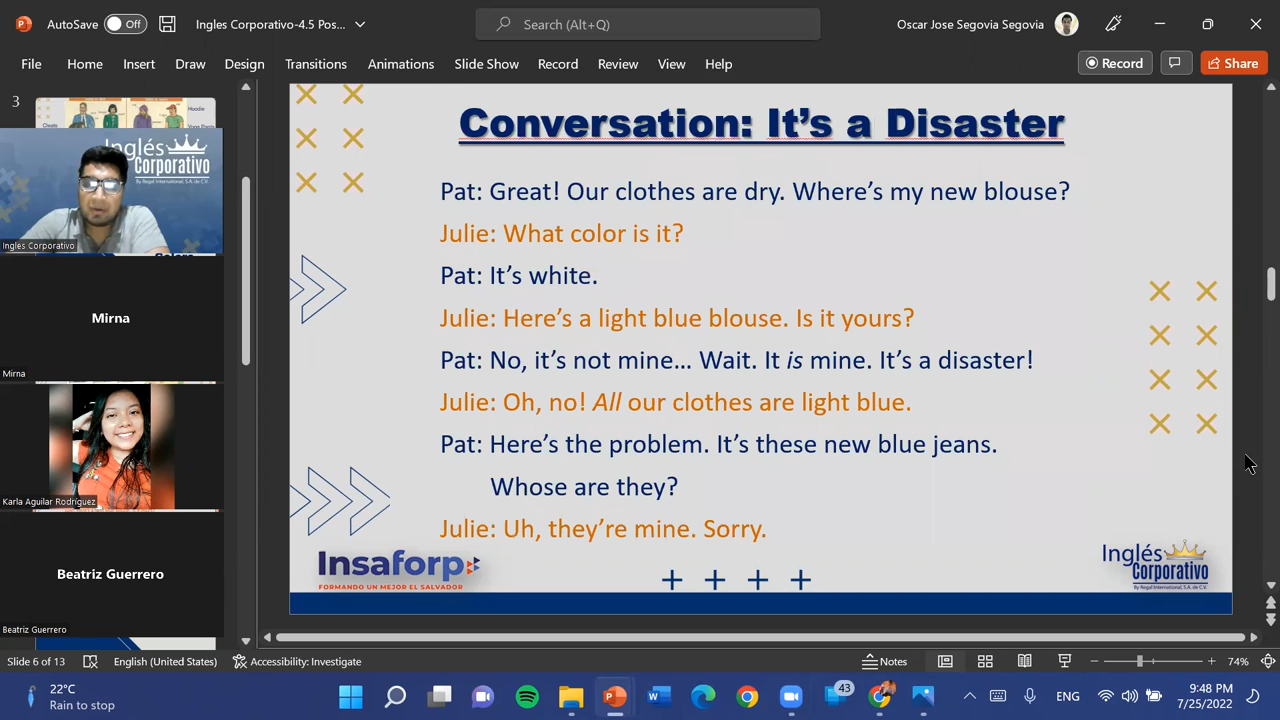 AutoSave Off Ingles Corporativo-4.5 Pos... Search (Alt+Q) Oscar Jose Segovia Segovia
File Home Insert Draw Design Transitions Animations Slide Show Record Review View Help Record Share
3
Hoodie
Inglés
Corporativo
By Regal International, S.A. de C.V.
Ingles Corporativo
Mirna
Mirna
Karla Aguilar Rodríguez
Beatriz Guerrero
Beatriz Guerrero
Conversation: It's a Disaster
Pat: Great! Our clothes are dry. Where's my new blouse?
Julie: What color is it?
Pat: It's white.
Julie: Here's a light blue blouse. Is it yours?
Pat: No, it's not mine... Wait. It is mine. It's a disaster!
Julie: Oh, no! All our clothes are light blue.
Pat: Here's the problem. It's these new blue jeans.
Whose are they?
Julie: Uh, they're mine. Sorry.
Insaforp
FORMANDO UN MEJOR EL SALVADOR
Inglés
Corporativo
By Regal International, S.A. de C.V.
Slide 6 of 13 English (United States) Accessibility: Investigate Notes 74%
22°C
Rain to stop
43
ENG
9:48 PM
7/25/2022